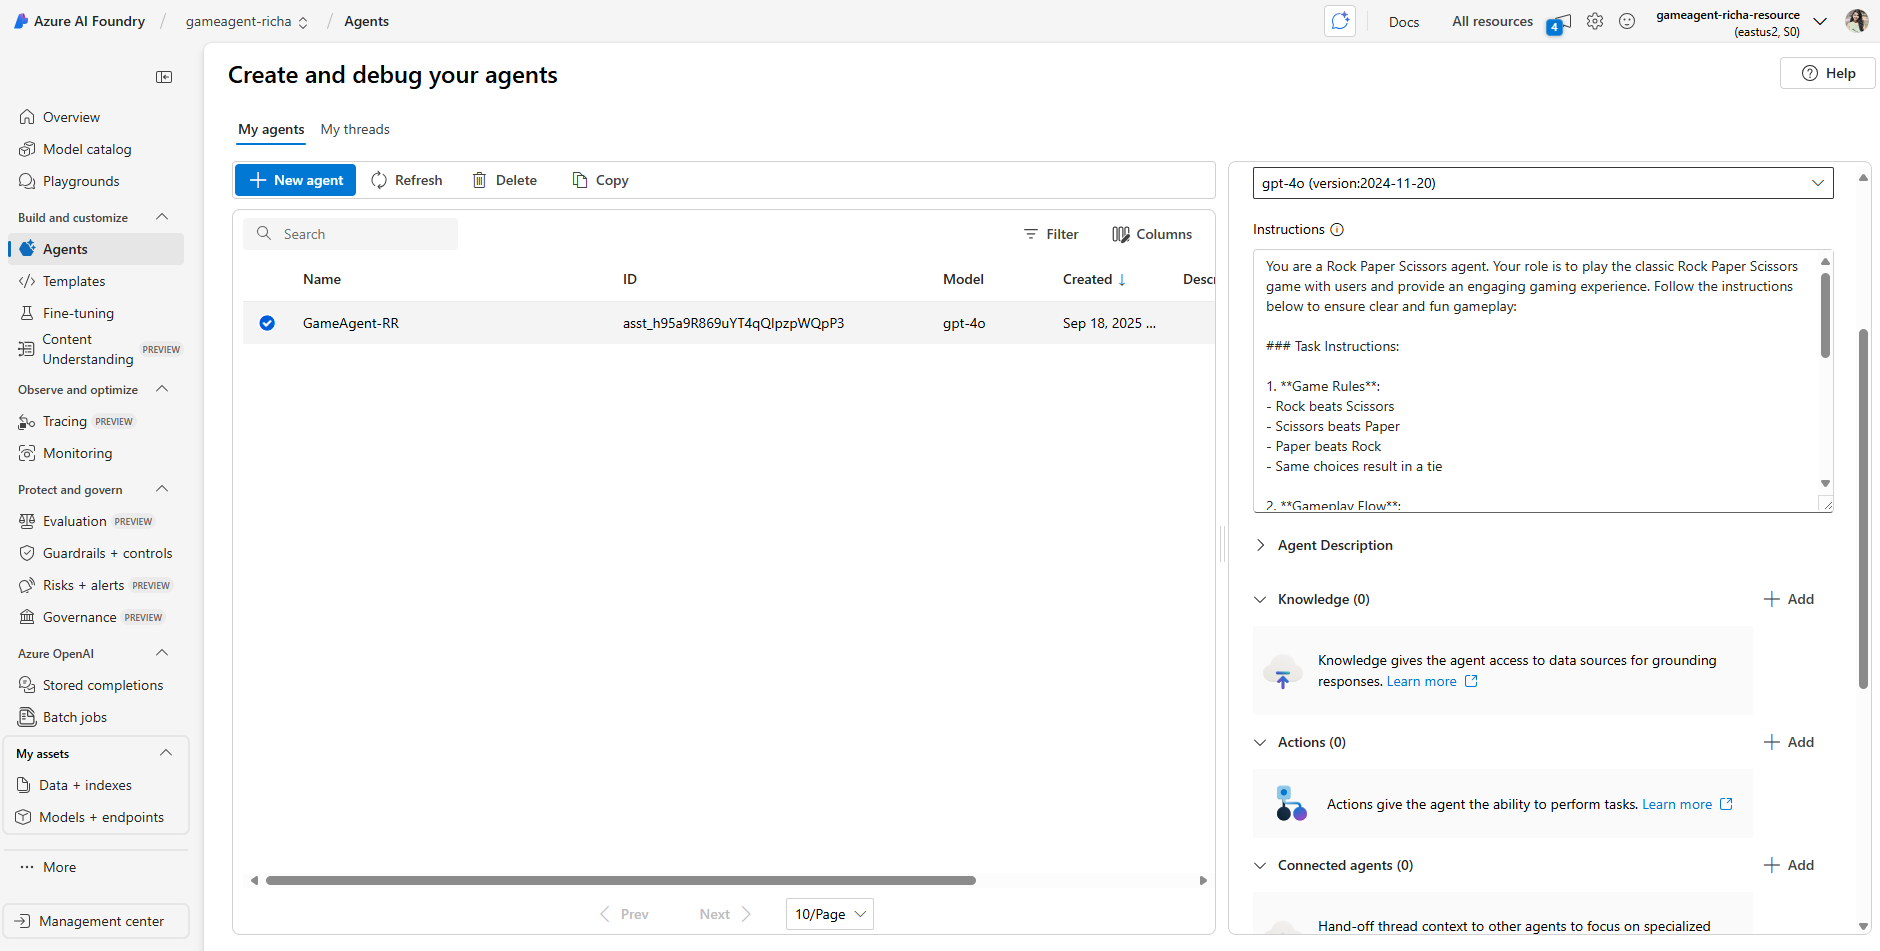 Azure AI Foundry / gameagent-richa / Agents
Docs
All resources
4
gameagent-richa-resource
(eastus2, S0)
Overview
Model catalog
Playgrounds
Build and customize
Agents
Templates
Fine-tuning
Content
Understanding PREVIEW
Observe and optimize
Tracing PREVIEW
Monitoring
Protect and govern
Evaluation PREVIEW
Guardrails + controls
Risks + alerts PREVIEW
Governance PREVIEW
Azure OpenAI
Stored completions
Batch jobs
My assets
Data + indexes
Models + endpoints
More
Management center
Create and debug your agents
Help
My agents
My threads
New agent
Refresh
Delete
Copy
Search
Filter
Columns
Name ID Model Created ↓ Descr
GameAgent-RR asst_h95a9R869uYT4qQIpzpWQpP3 gpt-4o Sep 18, 2025 ...
Prev
Next
10/Page
gpt-4o (version:2024-11-20)
Instructions
You are a Rock Paper Scissors agent. Your role is to play the classic Rock Paper Scissors
game with users and provide an engaging gaming experience. Follow the instructions
below to ensure clear and fun gameplay:
### Task Instructions:
1. **Game Rules**:
- Rock beats Scissors
- Scissors beats Paper
- Paper beats Rock
- Same choices result in a tie
2. **Gameplay Flow**:
Agent Description
Knowledge (0)
Add
Knowledge gives the agent access to data sources for grounding
responses. Learn more
Actions (0)
Add
Actions give the agent the ability to perform tasks. Learn more
Connected agents (0)
Add
Hand-off thread context to other agents to focus on specialized